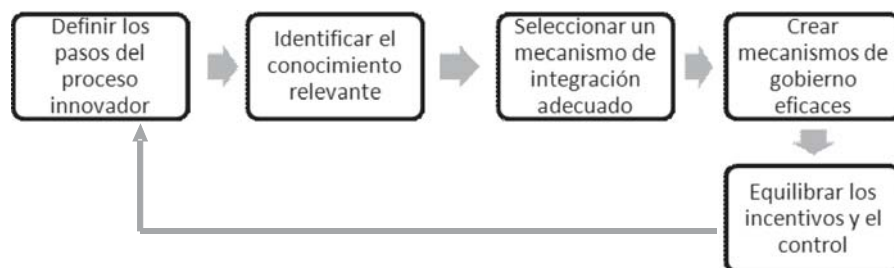 Definir los
pasos del
proceso
innovador
Identificar el
conocimiento
relevante
Seleccionar un
mecanismo de
integración
adecuado
Crear
mecanismos de
gobierno
eficaces
Equilibrar los
incentivos y el
control